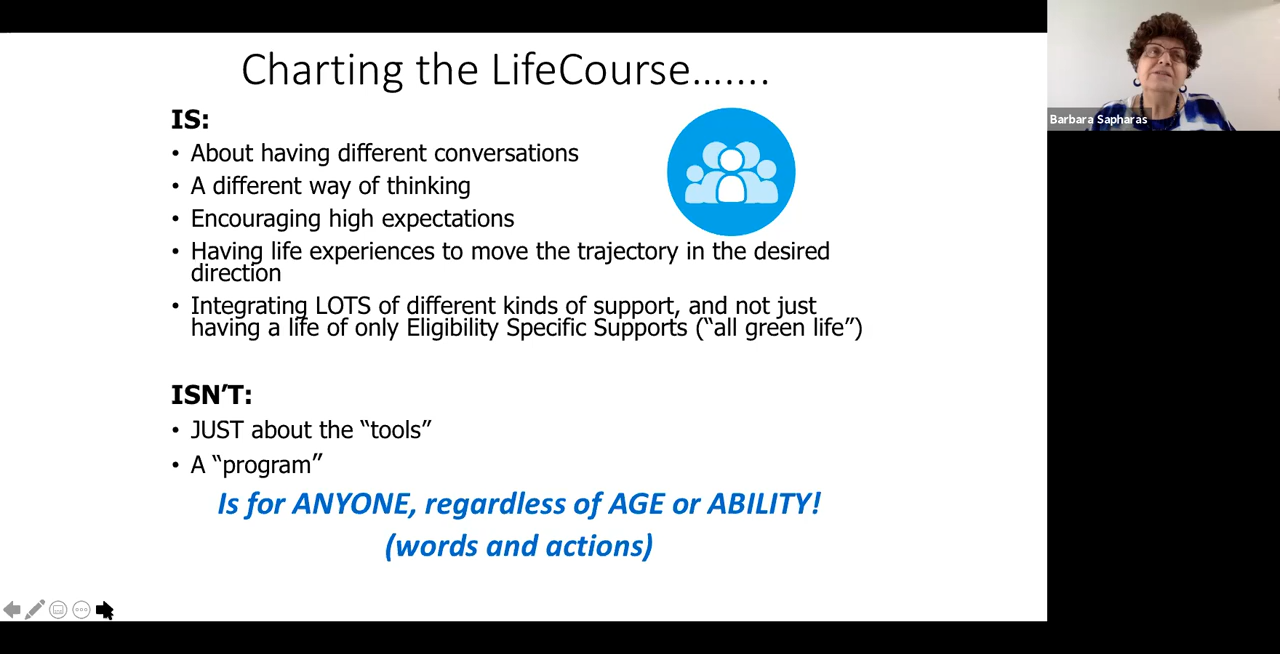 Charting the LifeCourse.......
IS:
• About having different conversations
• A different way of thinking
• Encouraging high expectations
• Having life experiences to move the trajectory in the desired
direction
• Integrating LOTS of different kinds of support, and not just
having a life of only Eligibility Specific Supports (“all green life”)
ISN’T:
• JUST about the “tools”
• A “program”
Is for ANYONE, regardless of AGE or ABILITY!
(words and actions)
Barbara Sapharas